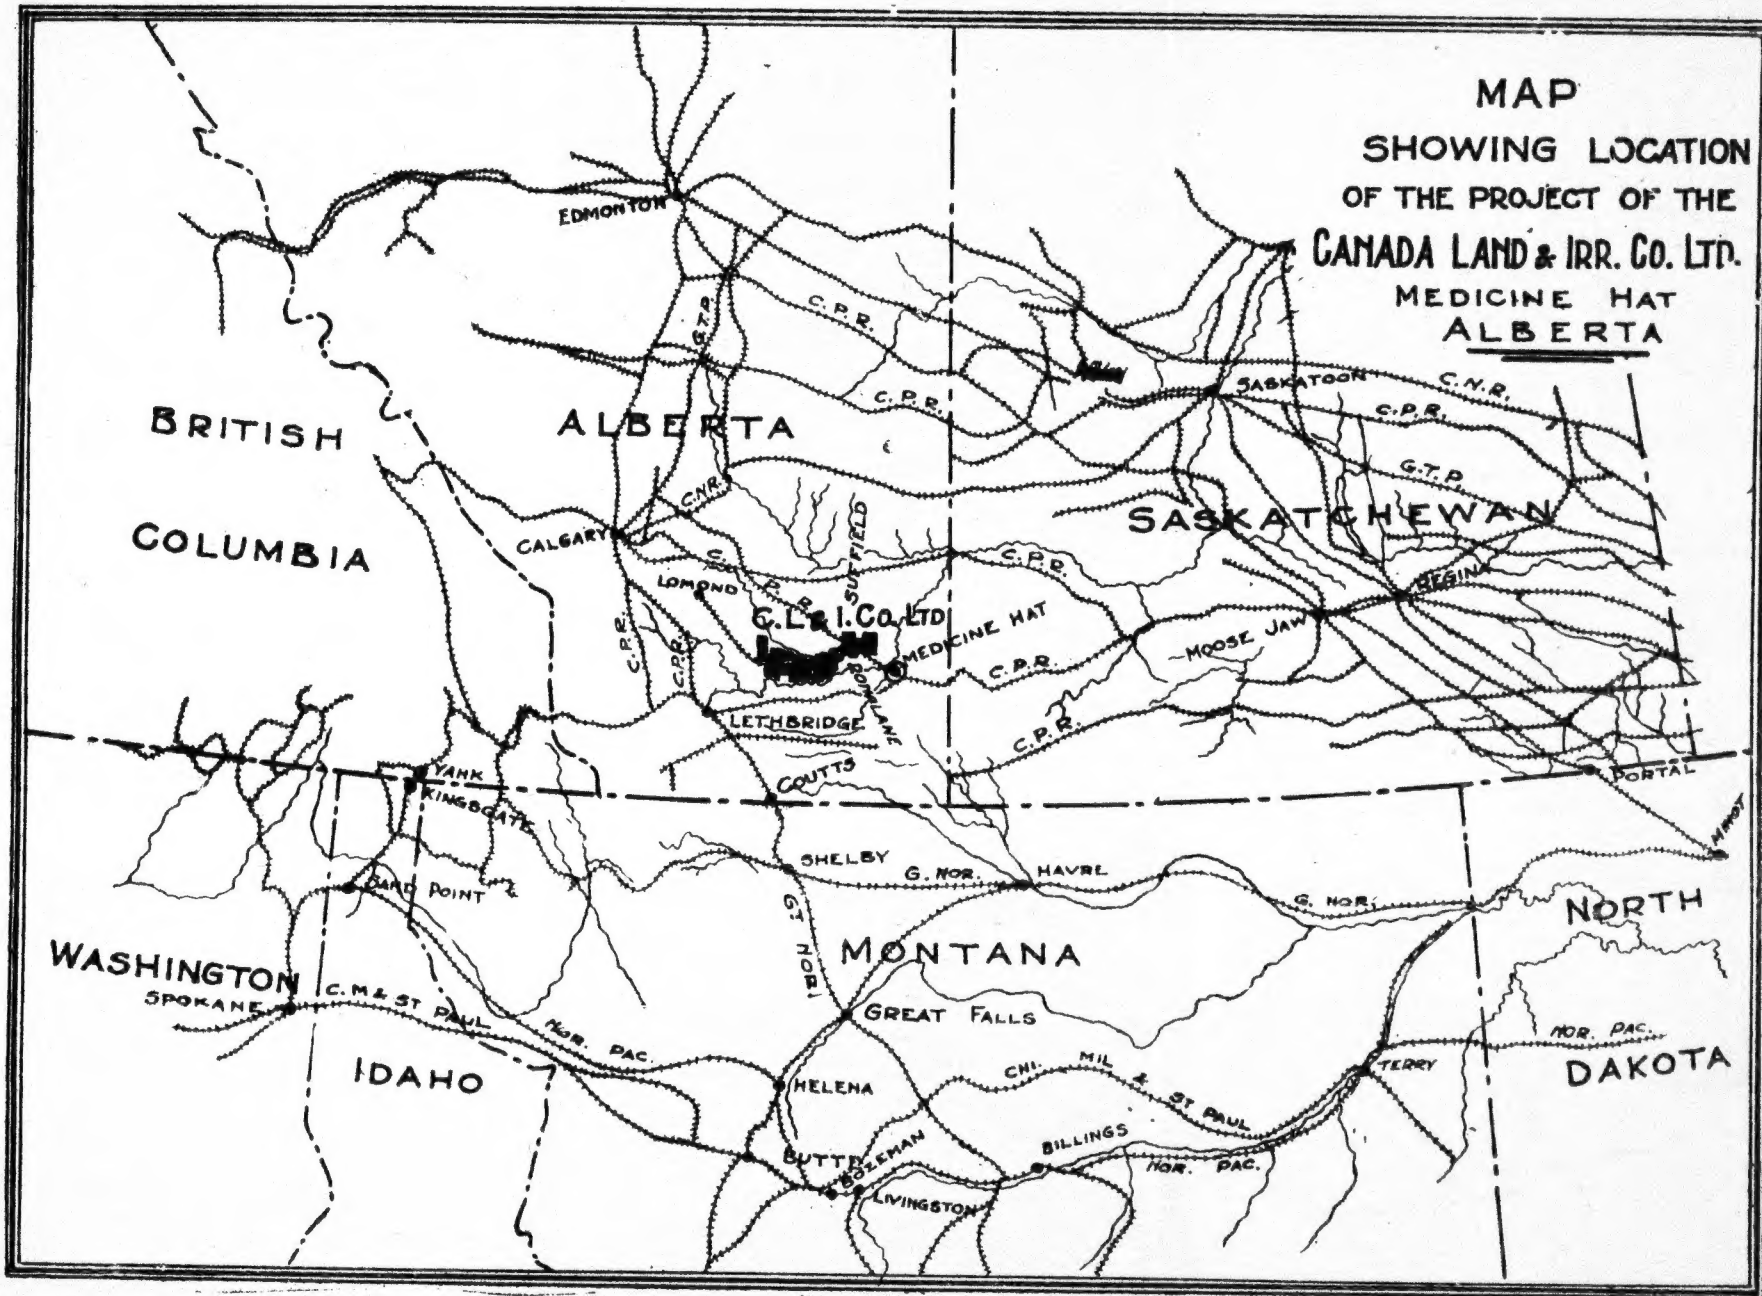 MAP
SHOWING LOCATION
OF THE PROJECT OF THE
CANADA LAND & IRR. CO. LTD.
MEDICINE HAT
ALBERTA
EDMONTON
C.P.R.
G.T.P.
C.P.R.
SASKATOON
C.N.R.
C.P.R.
G.T.P.
BRITISH
COLUMBIA
ALBERTA
SASKATCHEWAN
C.N.R.
CALGARY
SUFFIELD
C. P. R.
C.P.R.
LOMOND
C.L & I. CO. LTD
REGINA
MEDICINE HAT
MOOSE JAW
C.P.R.
C.P.R.
C.P.R.
BOW ISLAND
LETHBRIDGE
C.P.R.
COUTTS
YAHK
KINGSGATE
PORTAL
MINOT
SHELBY
G. NOR.
HAVRE
SAND POINT
G. NOR.
NORTH
DAKOTA
GT NOR.
MONTANA
WASHINGTON
SPOKANE
C. M & ST PAUL
NOR. PAC.
GREAT FALLS
NOR. PAC.
IDAHO
HELENA
CHI. MIL & ST PAUL
TERRY
BUTTE
BOZEMAN
BILLINGS
NOR. PAC.
LIVINGSTON